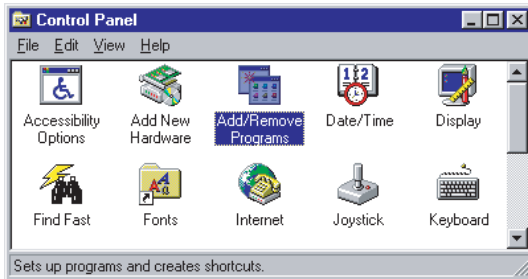 Control Panel
File Edit View Help
Accessibility Options
Add New Hardware
Add/Remove Programs
Date/Time
Display
Find Fast
Fonts
Internet
Joystick
Keyboard
Sets up programs and creates shortcuts.